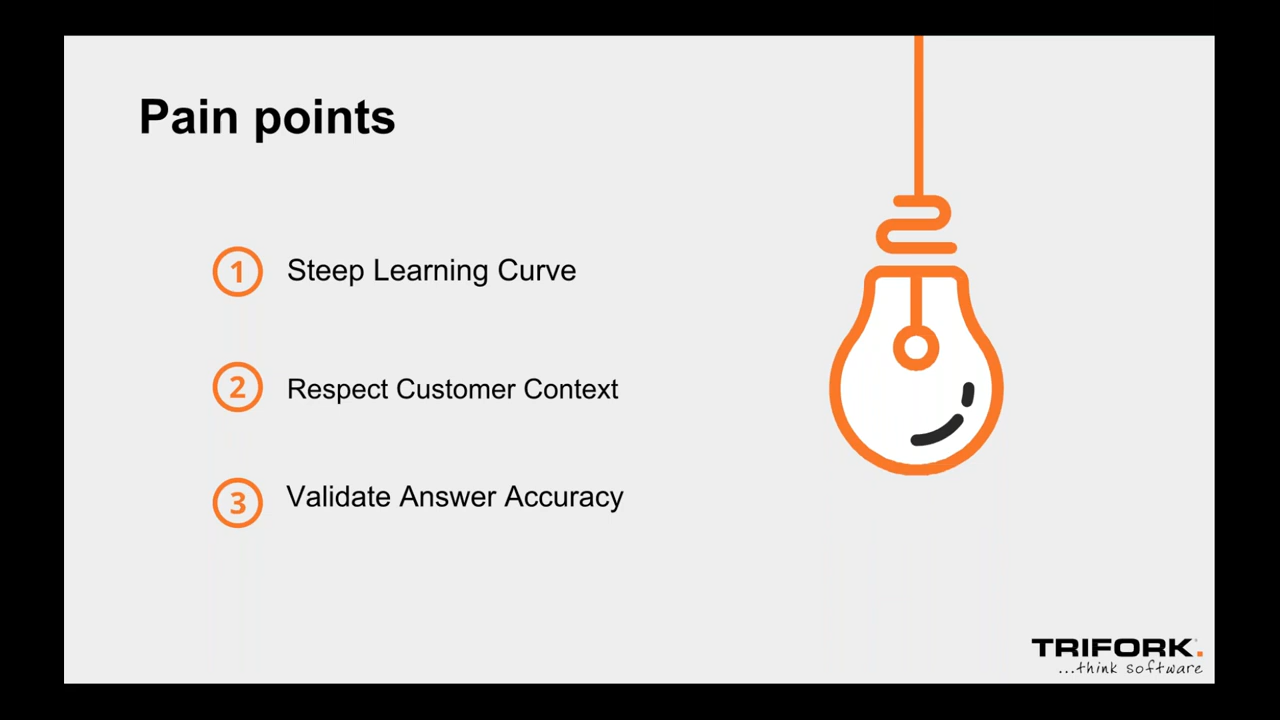 Pain points
1 Steep Learning Curve
2 Respect Customer Context
3 Validate Answer Accuracy
TRIFORK.
...think software